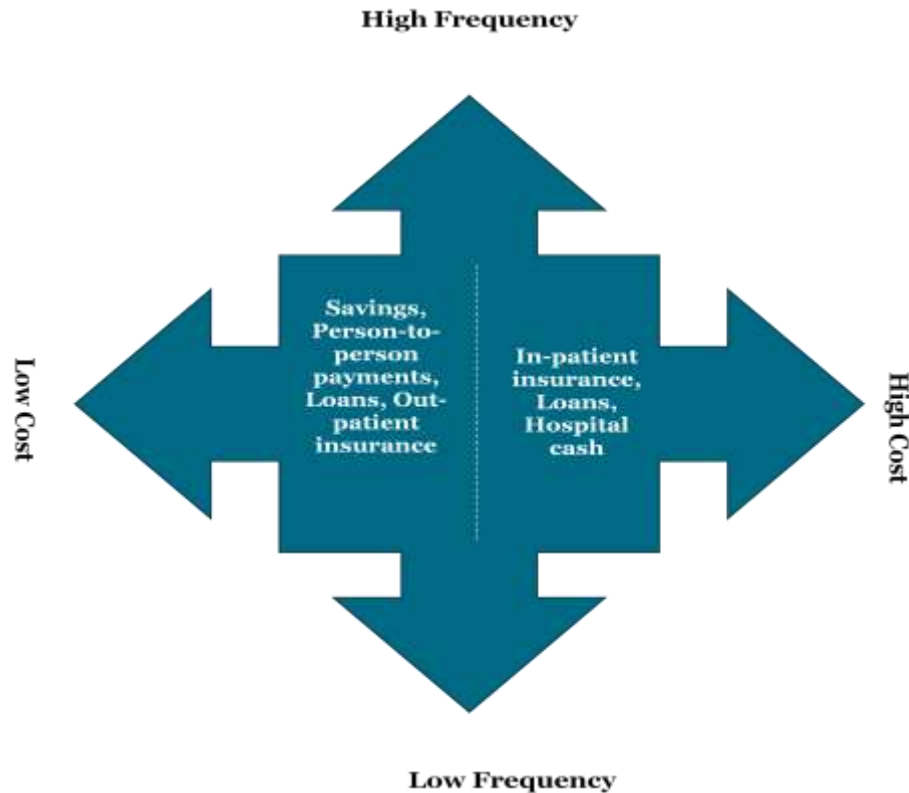 High Frequency
Low Cost
Savings,
Person-to-
person
payments,
Loans, Out-
patient
insurance
In-patient
insurance,
Loans,
Hospital
cash
High Cost
Low Frequency